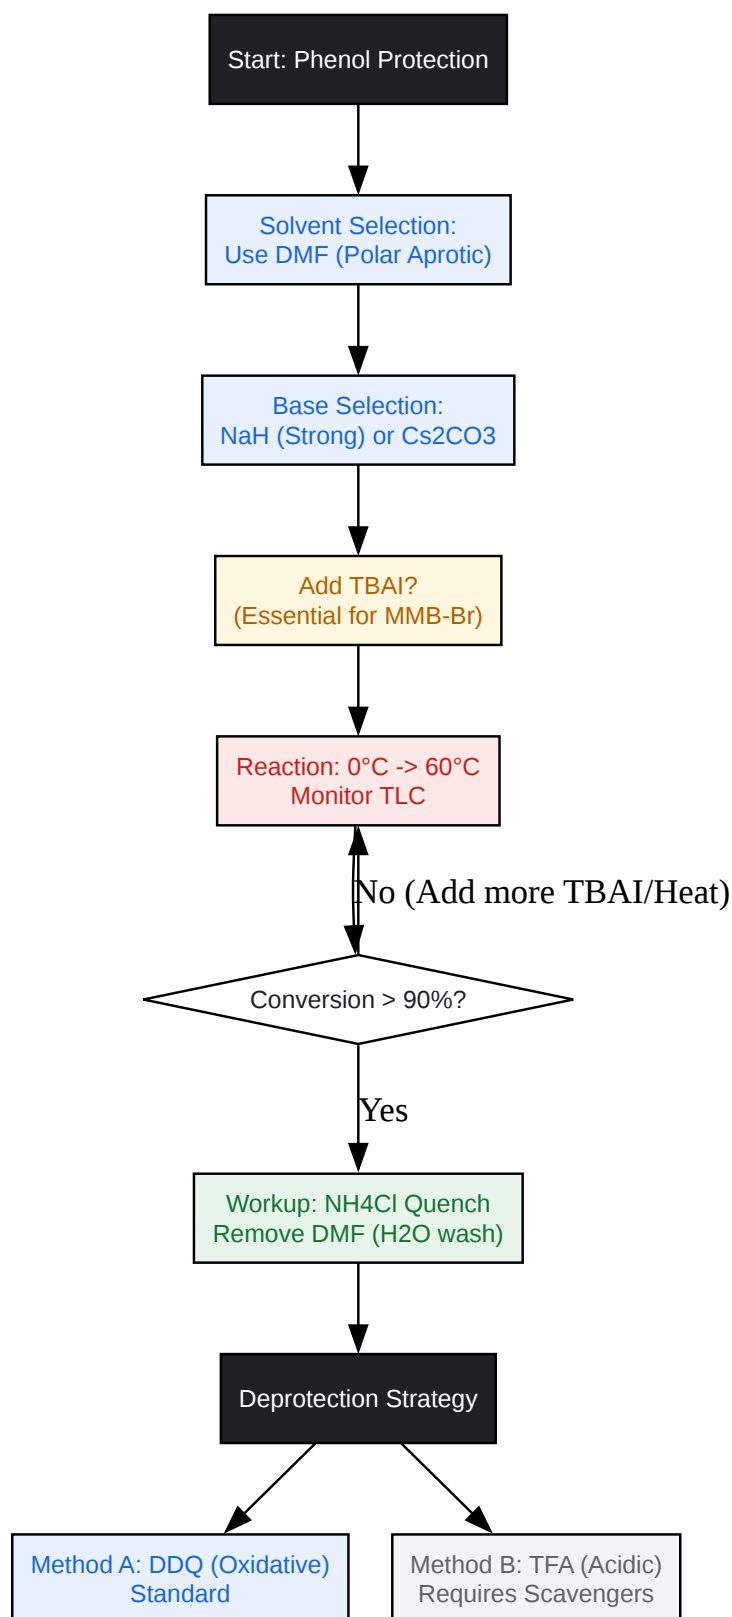 Start: Phenol Protection
Solvent Selection:
Use DMF (Polar Aprotic)
Base Selection:
NaH (Strong) or Cs2CO3
Add TBAI?
(Essential for MMB-Br)
Reaction: 0°C -> 60°C
Monitor TLC
No (Add more TBAI/Heat)
Conversion > 90%?
Yes
Workup: NH4Cl Quench
Remove DMF (H2O wash)
Deprotection Strategy
Method A: DDQ (Oxidative)
Standard
Method B: TFA (Acidic)
Requires Scavengers